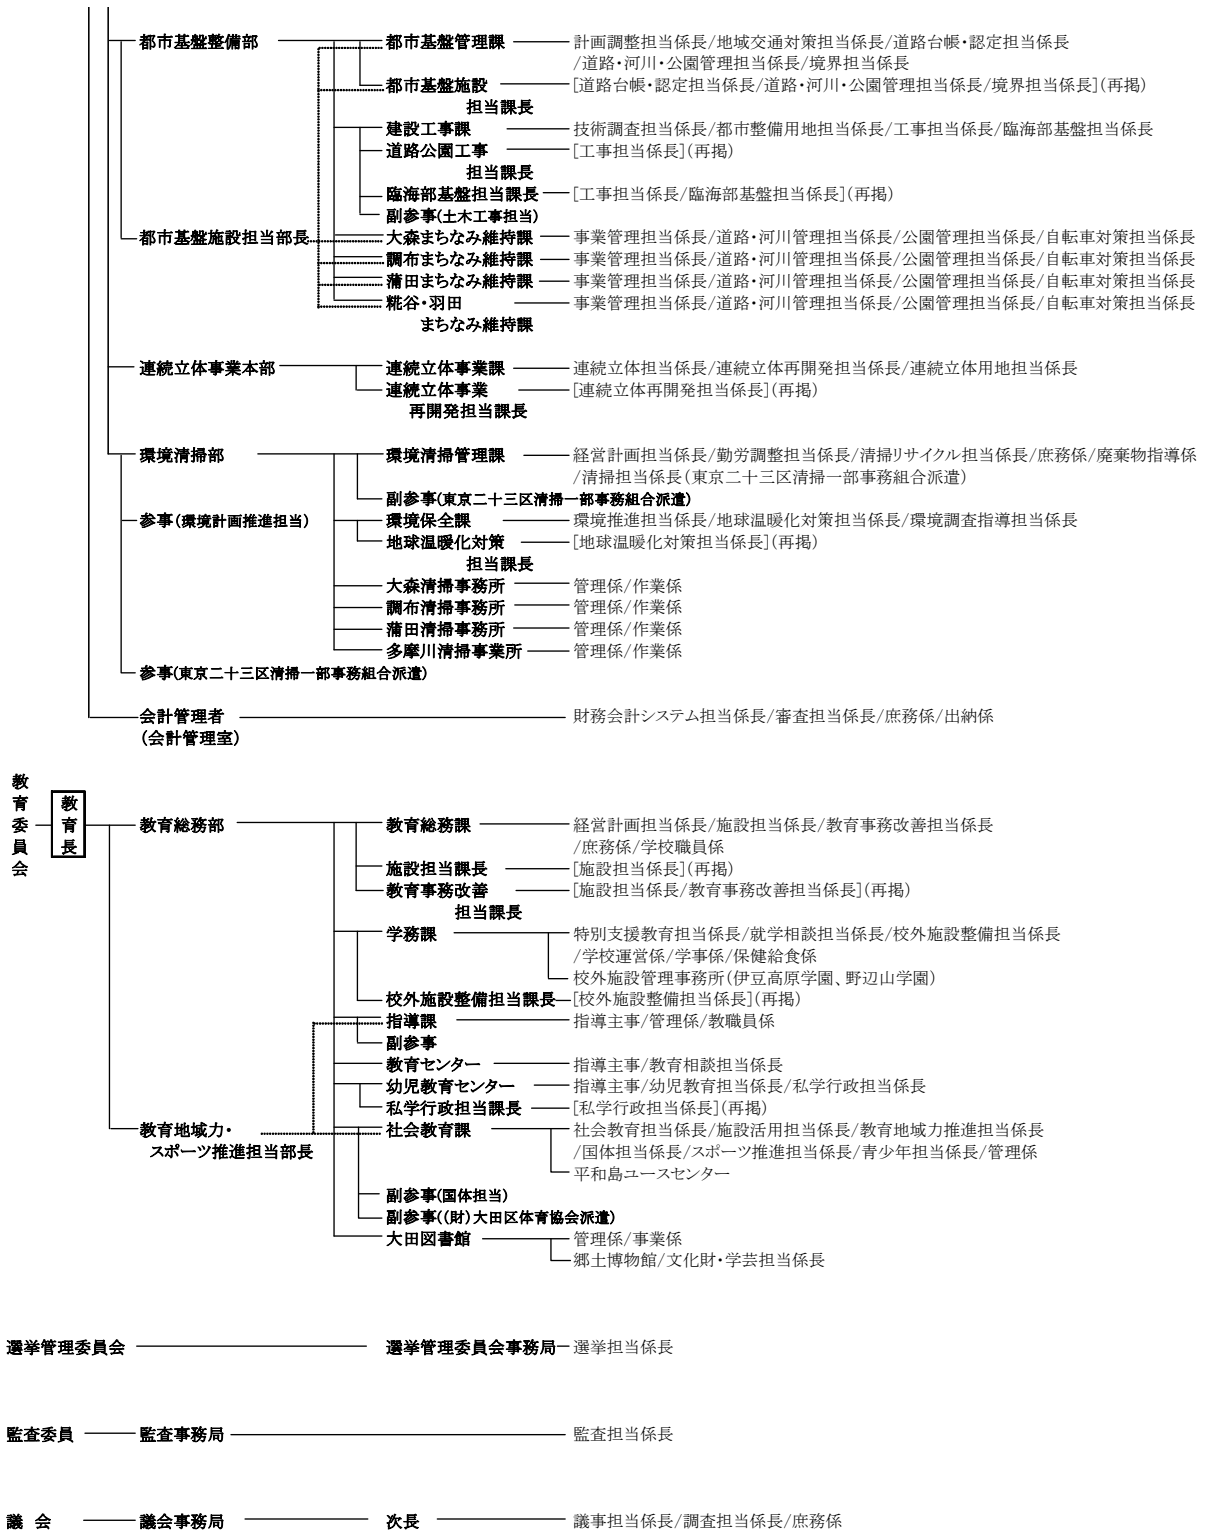 都市基盤整備部 都市基盤管理課 計画調整担当係長/地域交通対策担当係長/道路台帳・認定担当係長
/道路・河川・公園管理担当係長/境界担当係長
都市基盤施設 [道路台帳・認定担当係長/道路・河川・公園管理担当係長/境界担当係長](再掲)
担当課長
建設工事課 技術調査担当係長/都市整備用地担当係長/工事担当係長/臨海部基盤担当係長
道路公園工事 [工事担当係長](再掲)
担当課長
臨海部基盤担当課長 [工事担当係長/臨海部基盤担当係長](再掲)
副参事(土木工事担当)
都市基盤施設担当部長 大森まちなみ維持課 事業管理担当係長/道路・河川管理担当係長/公園管理担当係長/自転車対策担当係長
調布まちなみ維持課 事業管理担当係長/道路・河川管理担当係長/公園管理担当係長/自転車対策担当係長
蒲田まちなみ維持課 事業管理担当係長/道路・河川管理担当係長/公園管理担当係長/自転車対策担当係長
糀谷・羽田 事業管理担当係長/道路・河川管理担当係長/公園管理担当係長/自転車対策担当係長
まちなみ維持課
連続立体事業本部 連続立体事業課 連続立体担当係長/連続立体再開発担当係長/連続立体用地担当係長
連続立体事業 [連続立体再開発担当係長](再掲)
再開発担当課長
環境清掃部 環境清掃管理課 経営計画担当係長/勤労調整担当係長/清掃リサイクル担当係長/庶務係/廃棄物指導係
/清掃担当係長(東京二十三区清掃一部事務組合派遣)
副参事(東京二十三区清掃一部事務組合派遣)
参事(環境計画推進担当) 環境保全課 環境推進担当係長/地球温暖化対策担当係長/環境調査指導担当係長
地球温暖化対策 [地球温暖化対策担当係長](再掲)
担当課長
大森清掃事務所 管理係/作業係
調布清掃事務所 管理係/作業係
蒲田清掃事務所 管理係/作業係
多摩川清掃事業所 管理係/作業係
参事(東京二十三区清掃一部事務組合派遣)
会計管理者 財務会計システム担当係長/審査担当係長/庶務係/出納係
(会計管理室)
教育委員会 教育長 教育総務部 教育総務課 経営計画担当係長/施設担当係長/教育事務改善担当係長
/庶務係/学校職員係
施設担当課長 [施設担当係長](再掲)
教育事務改善 [施設担当係長/教育事務改善担当係長](再掲)
担当課長
学務課 特別支援教育担当係長/就学相談担当係長/校外施設整備担当係長
/学校運営係/学事係/保健給食係
校外施設管理事務所(伊豆高原学園、野辺山学園)
校外施設整備担当課長 [校外施設整備担当係長](再掲)
指導課 指導主事/管理係/教職員係
副参事
教育センター 指導主事/教育相談担当係長
幼児教育センター 指導主事/幼児教育担当係長/私学行政担当係長
私学行政担当課長 [私学行政担当係長](再掲)
教育地域力・ 社会教育課 社会教育担当係長/施設活用担当係長/教育地域力推進担当係長
スポーツ推進担当部長 /国体担当係長/スポーツ推進担当係長/青少年担当係長/管理係
平和島ユースセンター
副参事(国体担当)
副参事((財)大田区体育協会派遣)
大田図書館 管理係/事業係
郷土博物館/文化財・学芸担当係長
選挙管理委員会 選挙管理委員会事務局 選挙担当係長
監査委員 監査事務局 監査担当係長
議 会 議会事務局 次長 議事担当係長/調査担当係長/庶務係